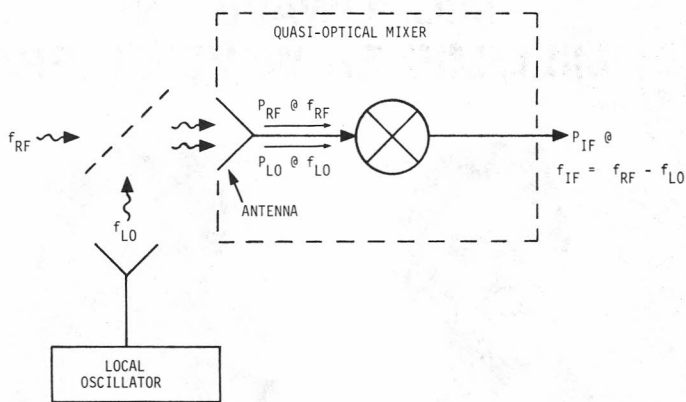 QUASI-OPTICAL MIXER
f_RF
P_RF @ f_RF
P_LO @ f_LO
P_IF @
f_IF = f_RF - f_LO
ANTENNA
f_LO
LOCAL
OSCILLATOR